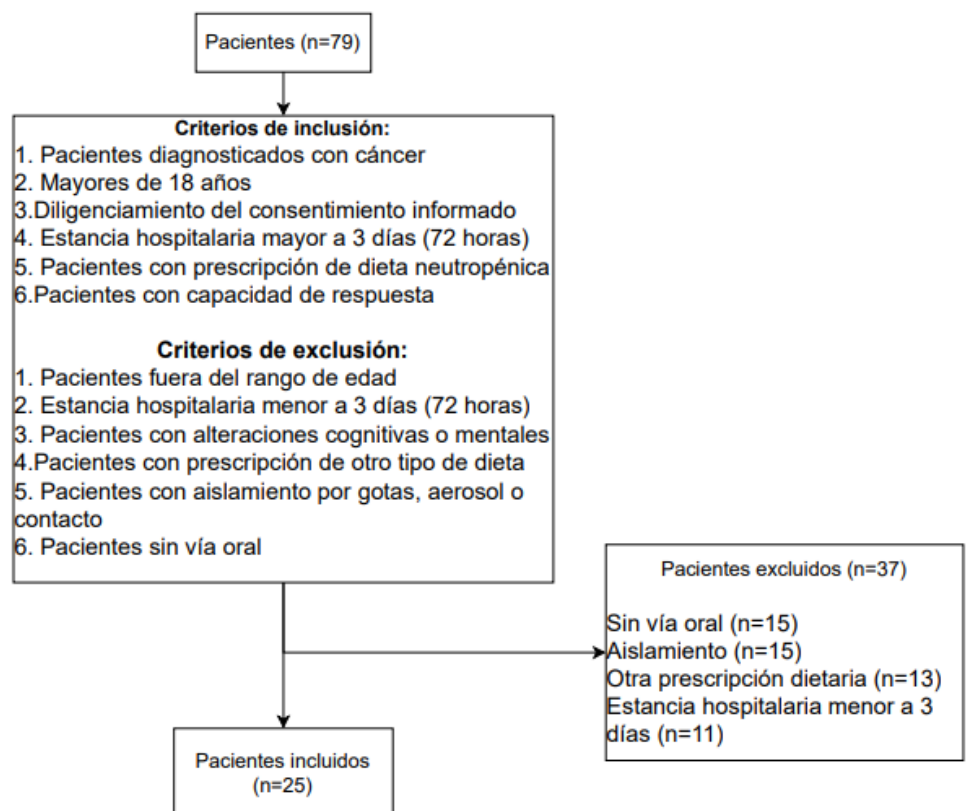 Pacientes (n=79)
Criterios de inclusión:
1. Pacientes diagnosticados con cáncer
2. Mayores de 18 años
3.Diligenciamiento del consentimiento informado
4. Estancia hospitalaria mayor a 3 días (72 horas)
5. Pacientes con prescripción de dieta neutropénica
6.Pacientes con capacidad de respuesta
Criterios de exclusión:
1. Pacientes fuera del rango de edad
2. Estancia hospitalaria menor a 3 días (72 horas)
3. Pacientes con alteraciones cognitivas o mentales
4.Pacientes con prescripción de otro tipo de dieta
5. Pacientes con aislamiento por gotas, aerosol o
contacto
6. Pacientes sin vía oral
Pacientes excluidos (n=37)
Sin vía oral (n=15)
Aislamiento (n=15)
Otra prescripción dietaria (n=13)
Estancia hospitalaria menor a 3
días (n=11)
Pacientes incluidos
(n=25)